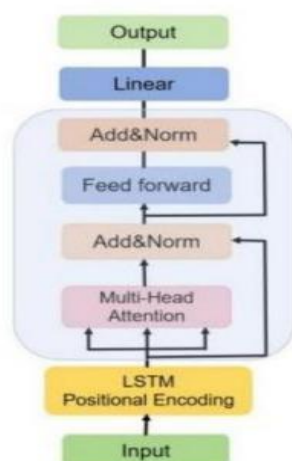 Output
Linear
Add&Norm
Feed forward
Add&Norm
Multi-Head
Attention
LSTM
Positional Encoding
Input